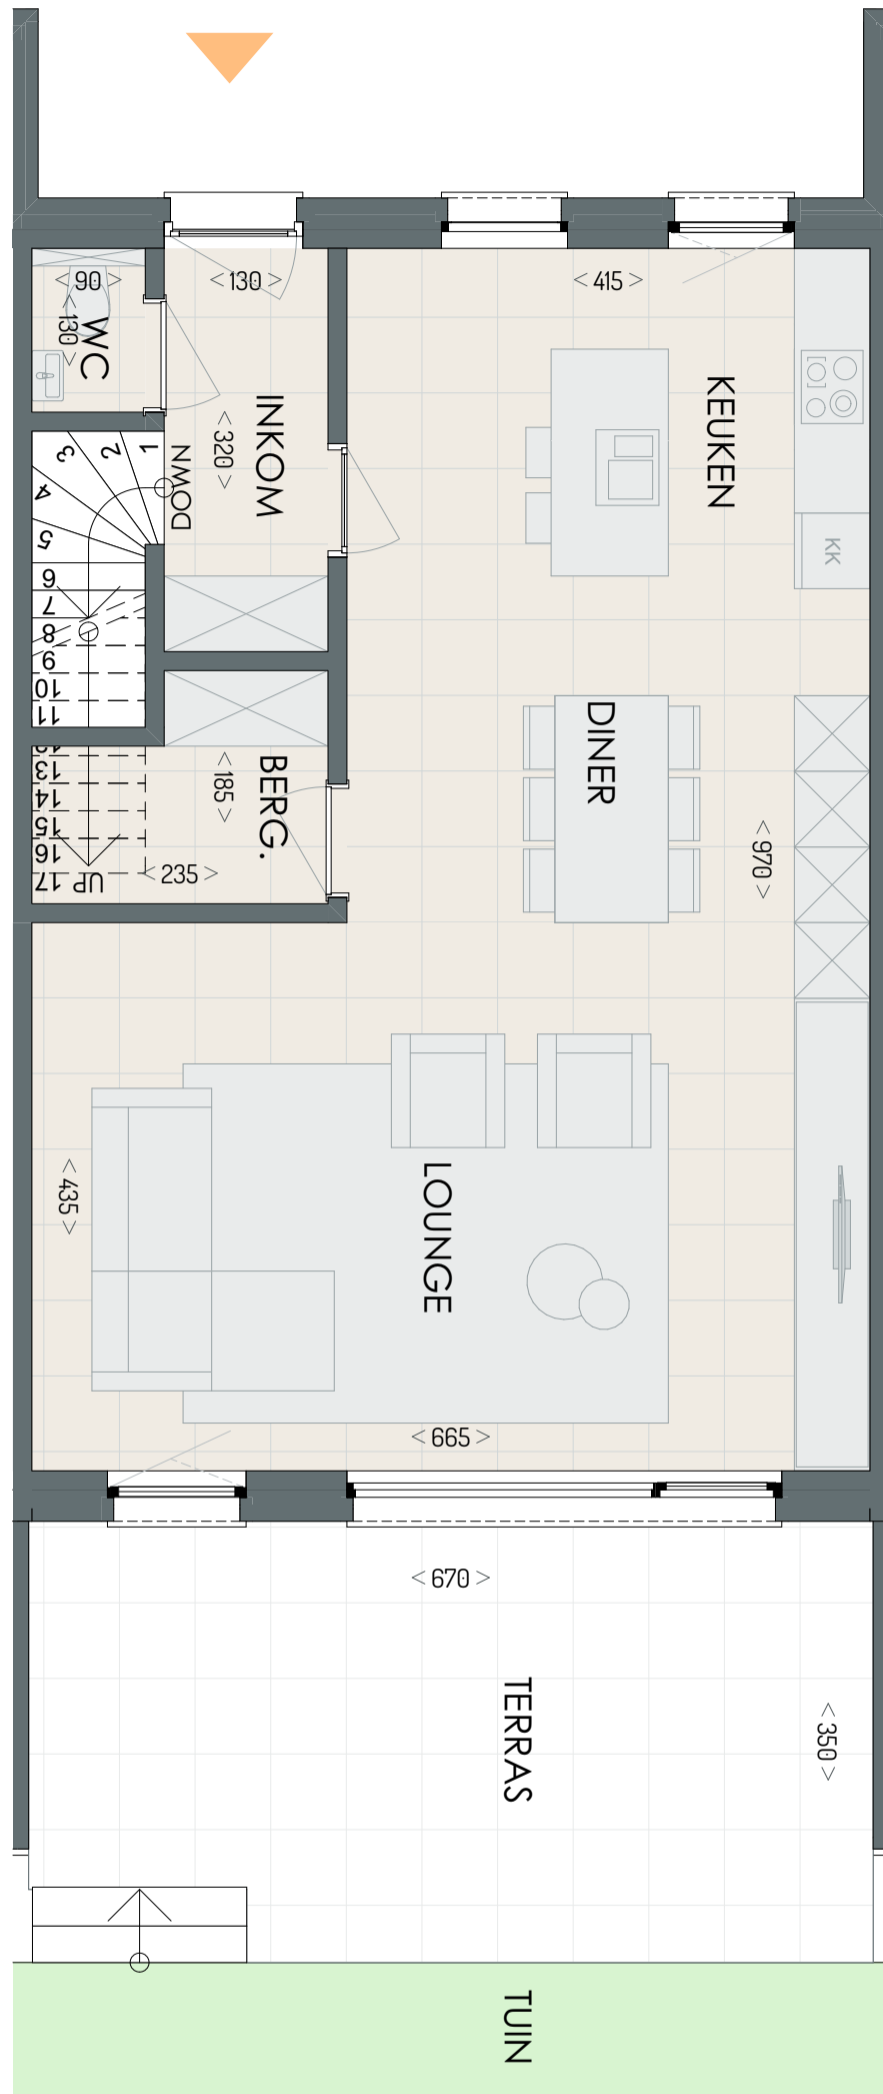 <90>
<130>
<415>
<130>
WC
INKOM
<320>
KEUKEN
1
2
3
4
5
6
7
8
9
10
11
DOWN
KK
13
14
15
16
17
UP
BERG.
<185>
<235>
DINER
<970>
LOUNGE
<435>
<665>
<670>
TERRAS
<350>
TUIN